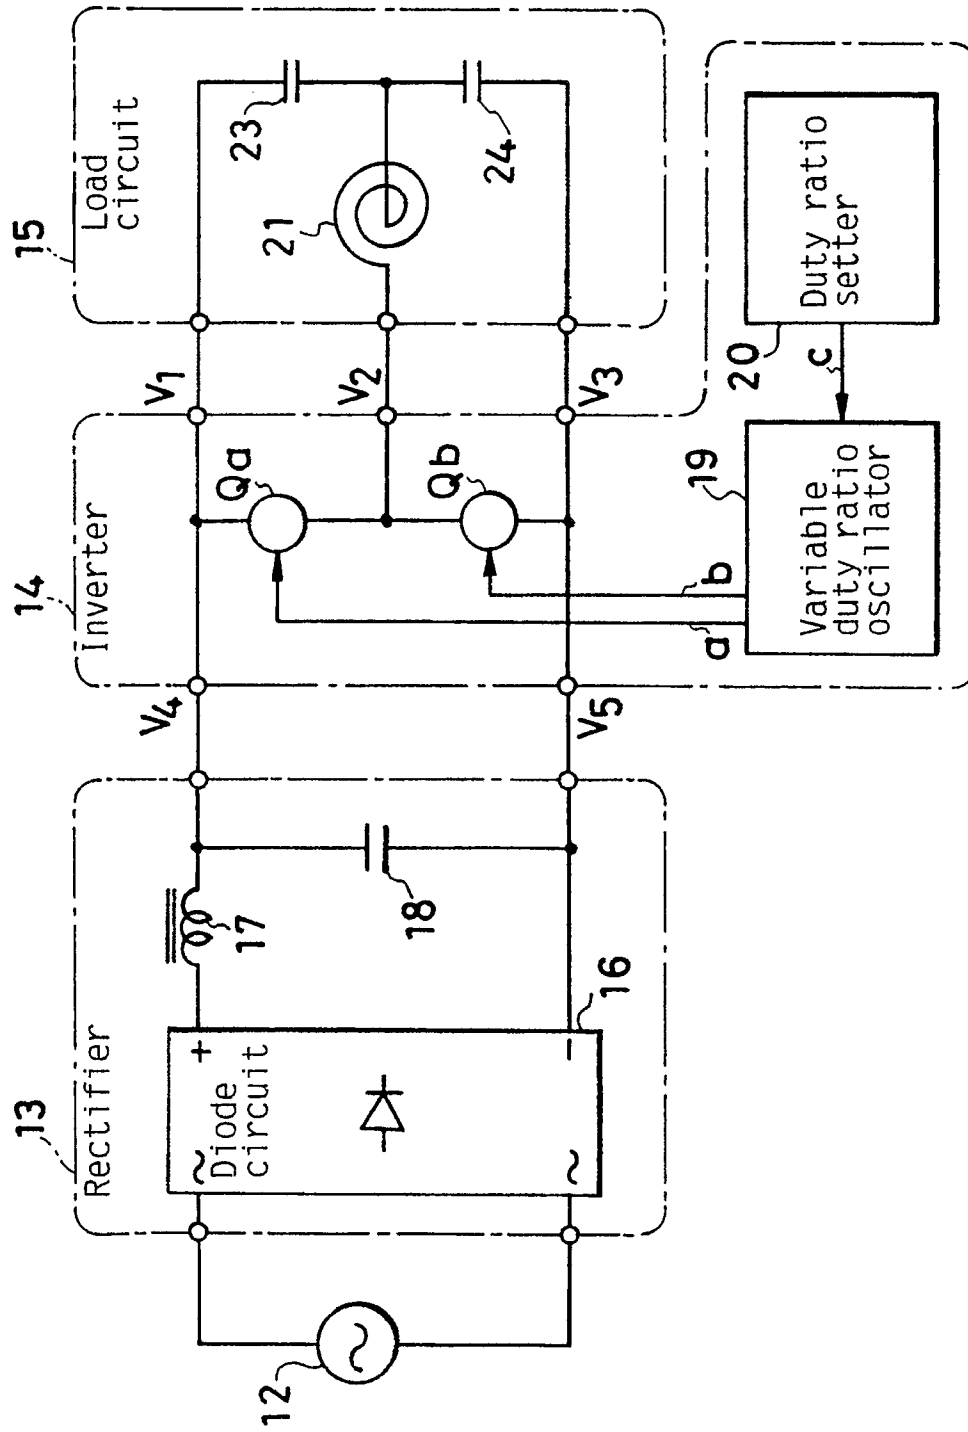 12
13
Rectifier
~
+
Diode
circuit
~
−
16
17
18
V4
V5
14
Inverter
Qa
Qb
a
b
V1
V2
V3
19
Variable
duty ratio
oscillator
c
20
Duty ratio
setter
15
Load
circuit
21
23
24